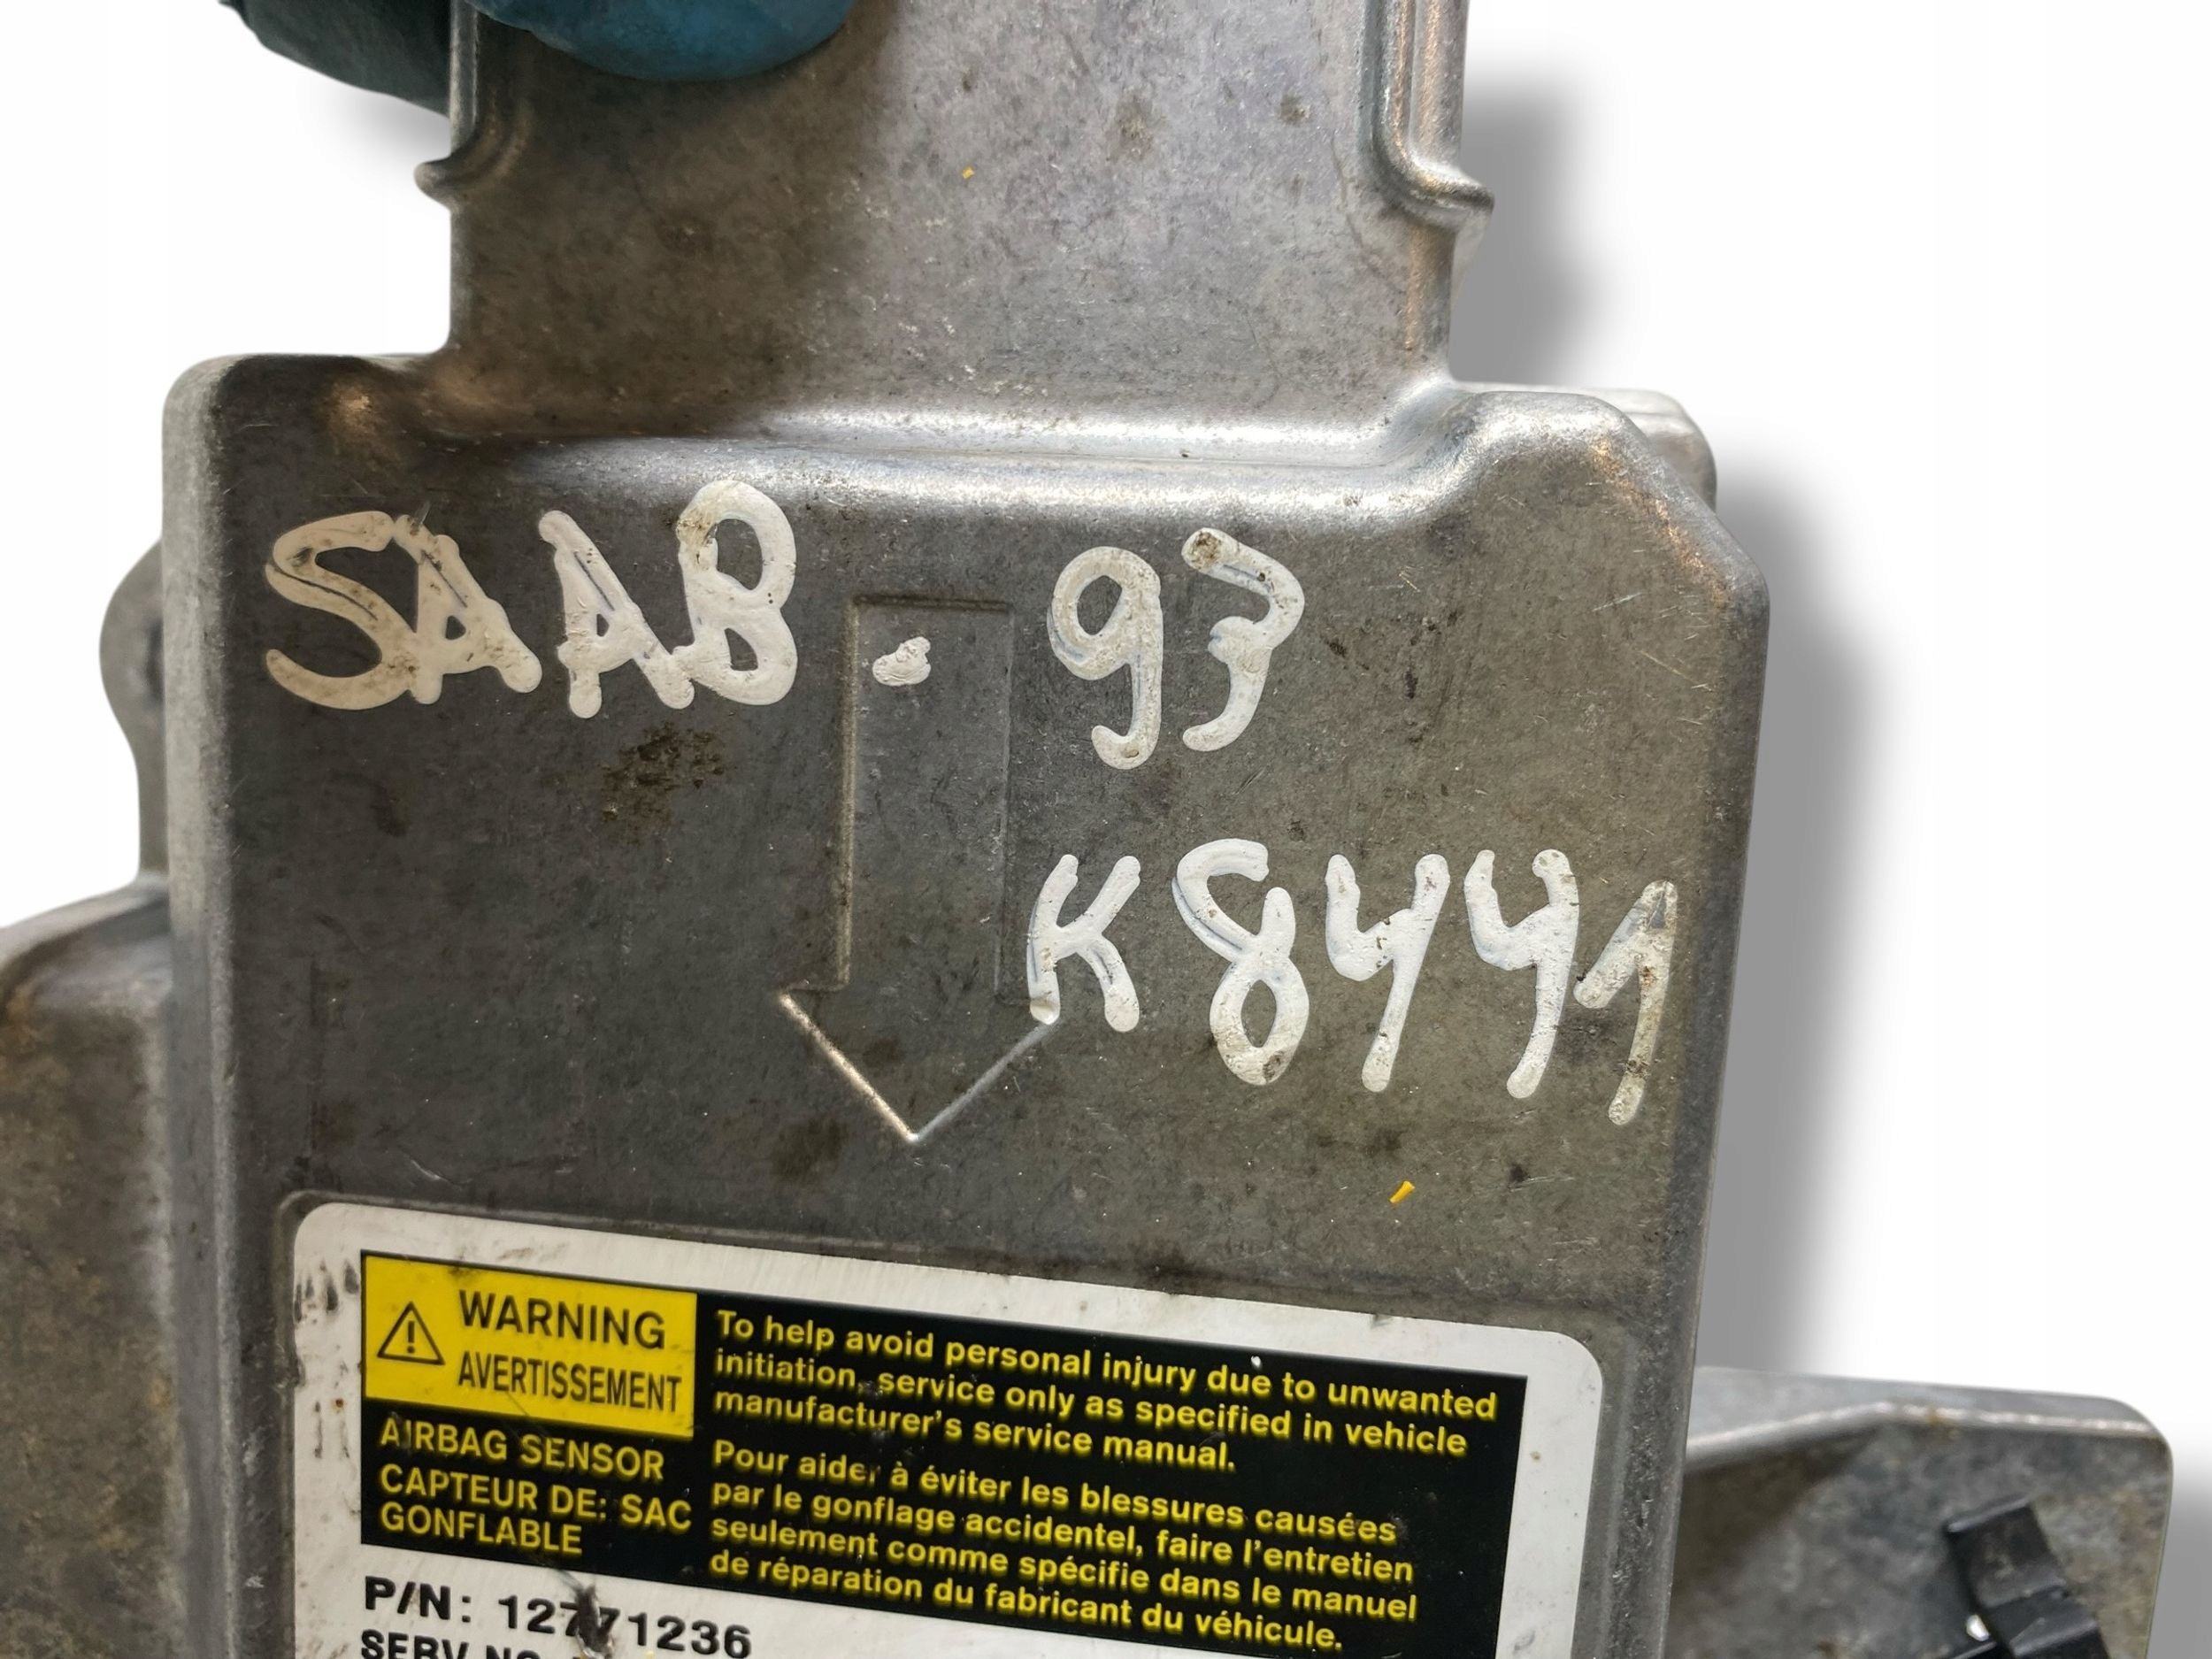 SAAB. 93
K8441
WARNING
AVERTISSEMENT
AIRBAG SENSOR
CAPTEUR DE: SAC
GONFLABLE
To help avoid personal injury due to unwanted
initiation, service only as specified in vehicle
manufacturer's service manual.
Pour aider à éviter les blessures causées
par le gonflage accidentel, faire l'entretien
seulement comme spécifie dans le manuel
de réparation du fabricant du véhicule.
P/N: 12771236
SERV NO